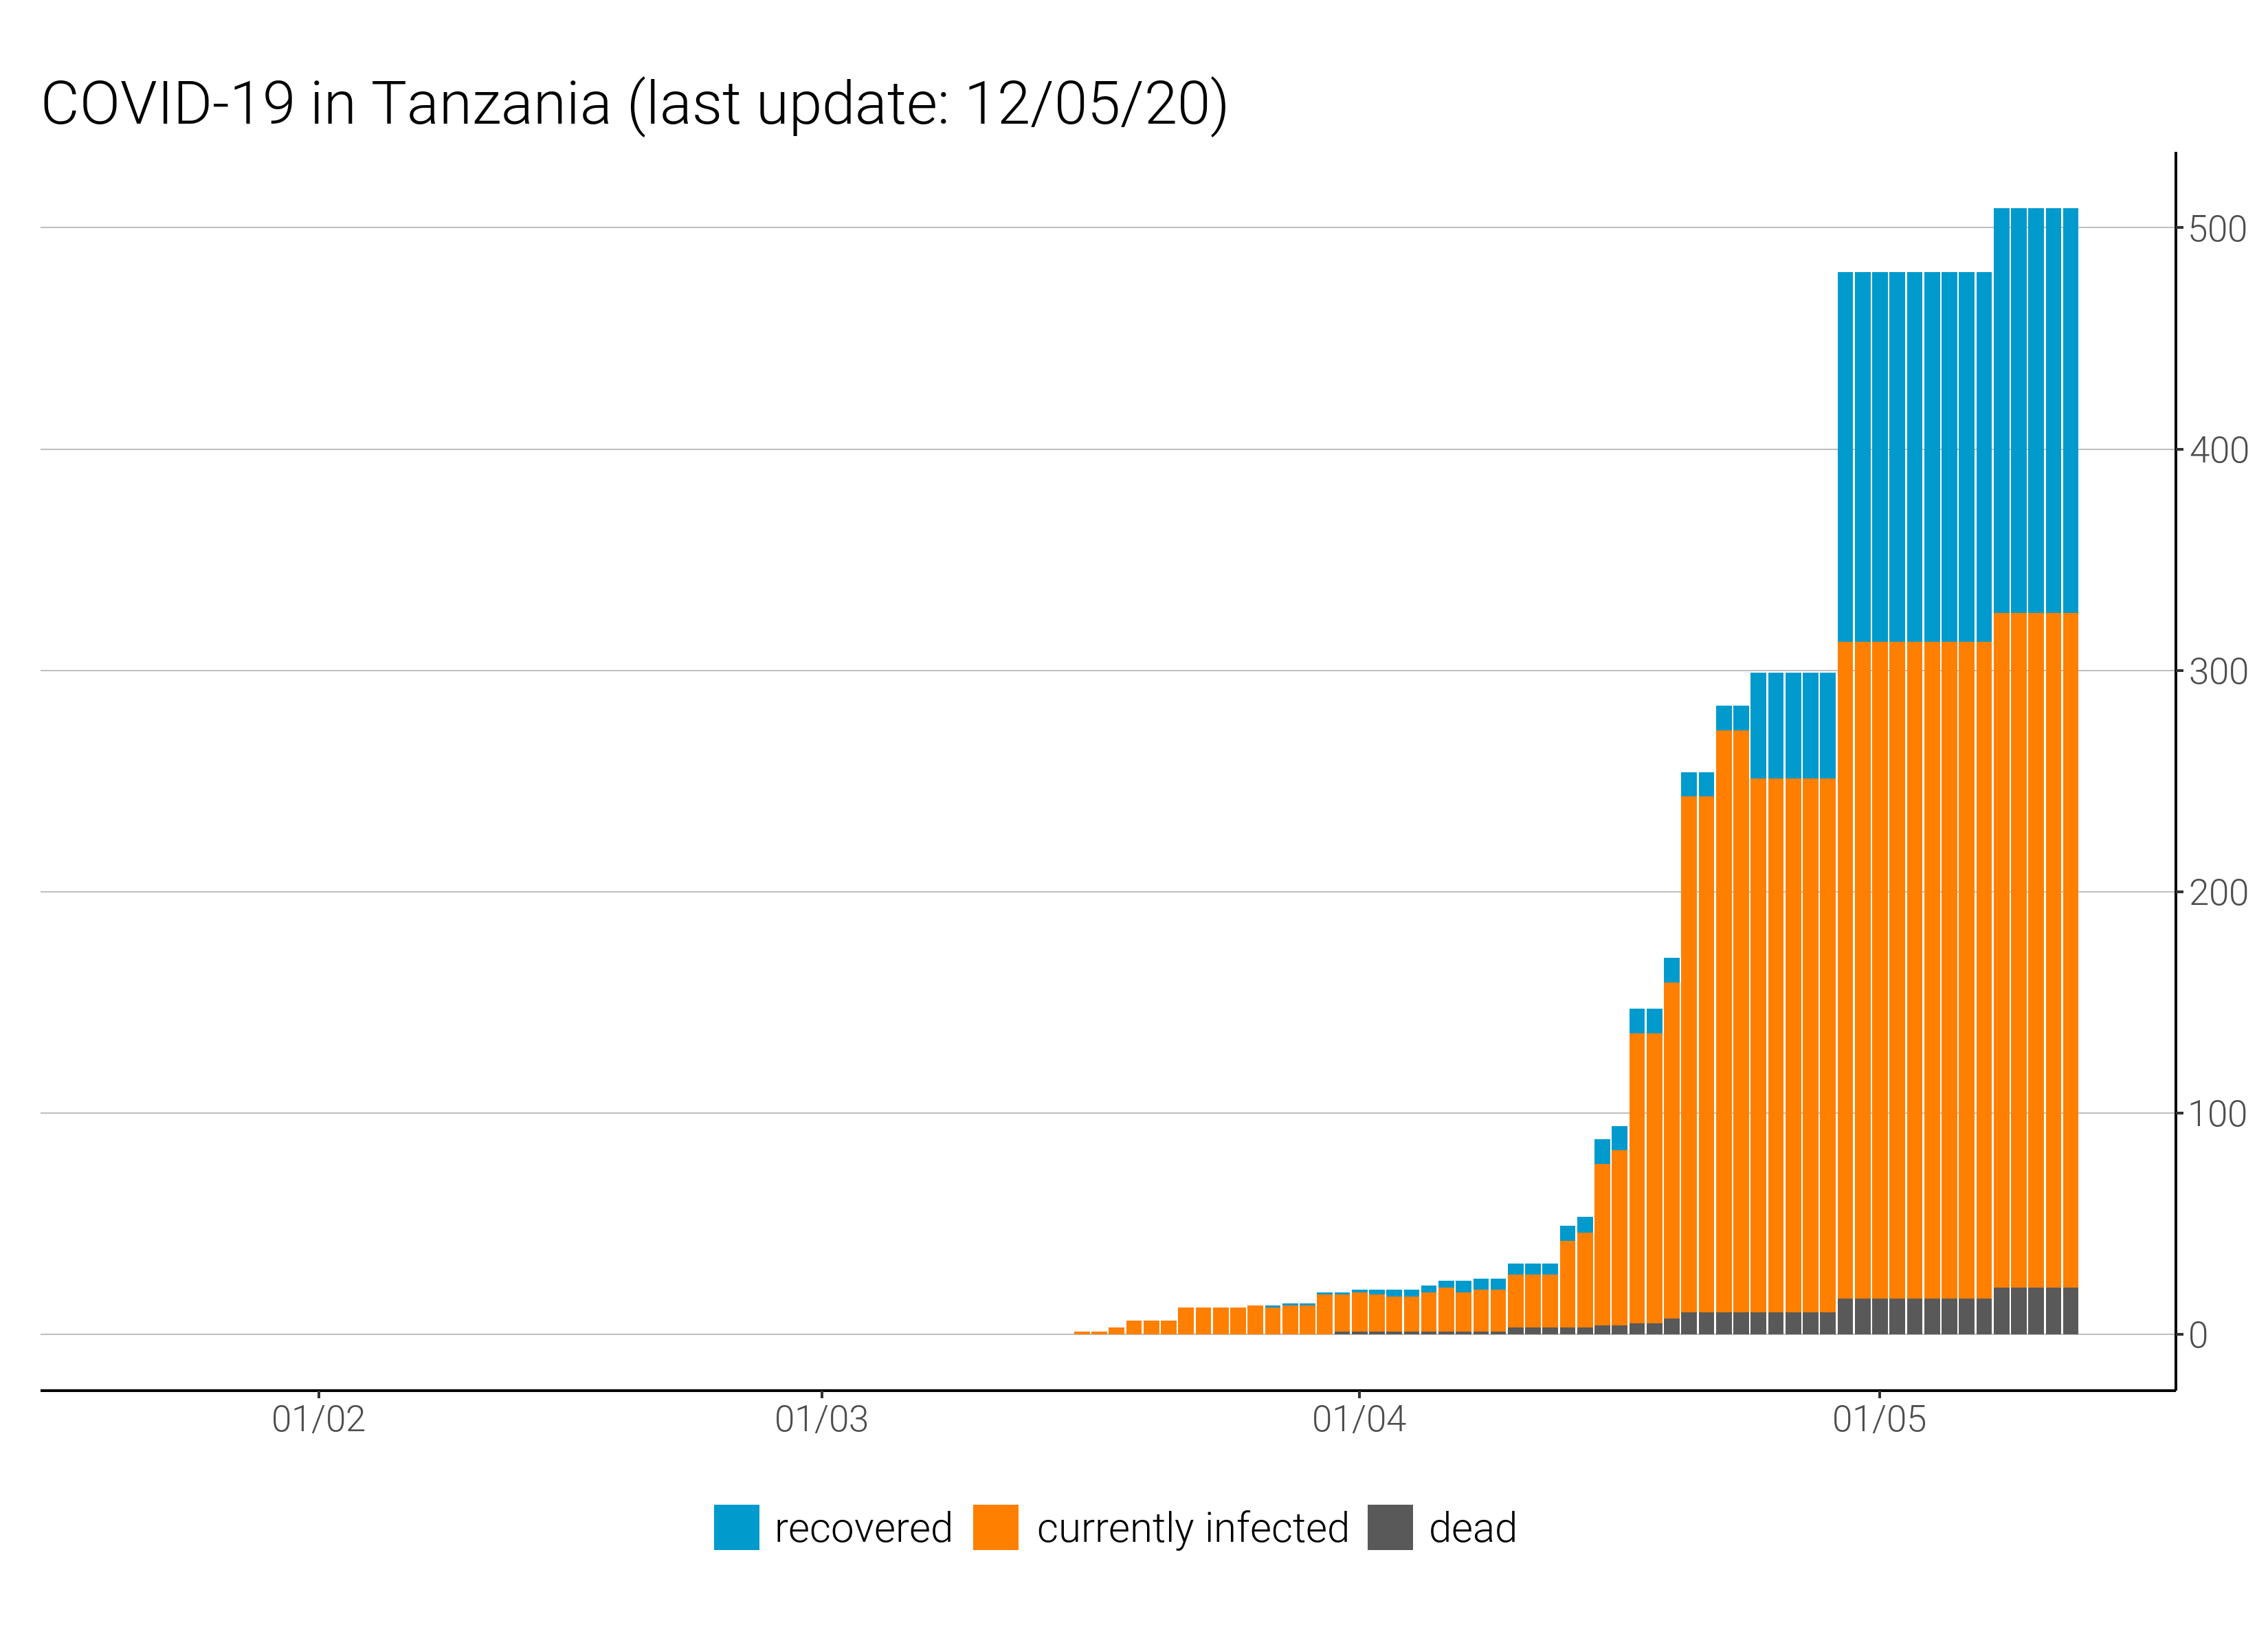 COVID-19 in Tanzania (last update: 12/05/20)
500
400
300
200
100
0
01/02 01/03 01/04 01/05
recovered currently infected dead